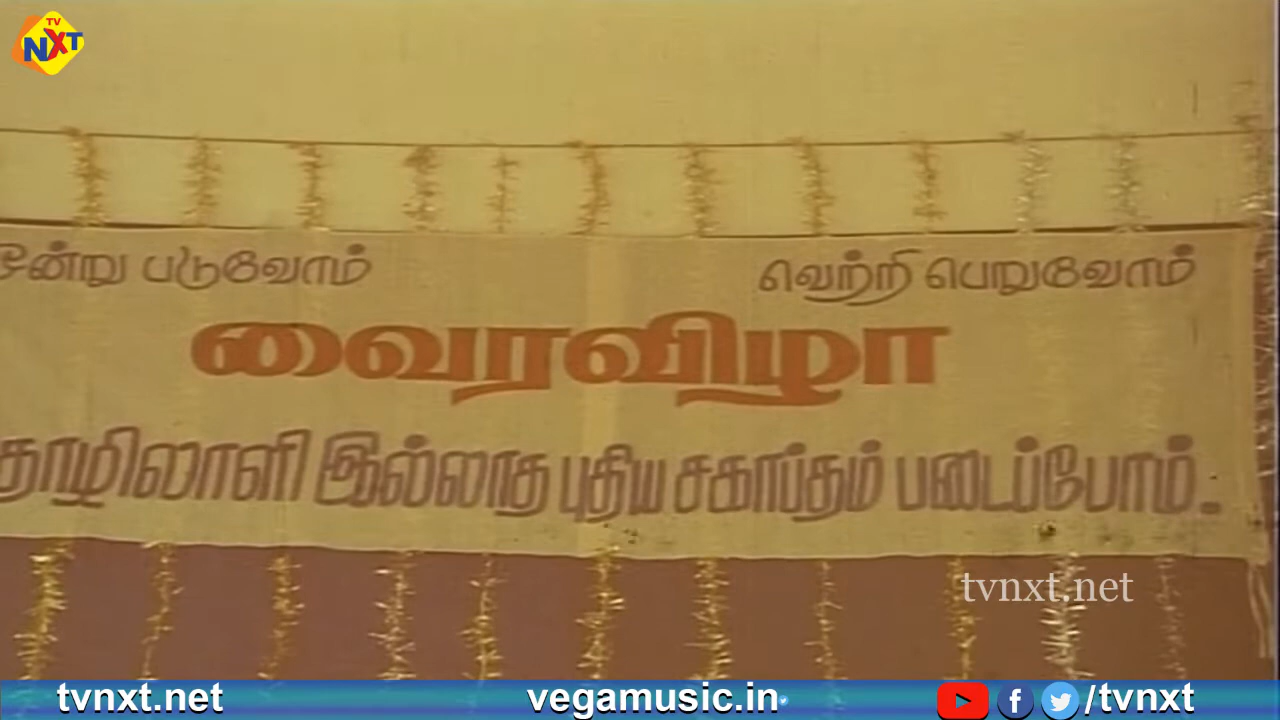 TV
NXT
ஒன்று படுவோம் வெற்றி பெறுவோம்
வைரவிழா
தொழிலாளி இல்லாத புதிய சகாப்தம் படைப்போம்.
tvnxt.net
tvnxt.net vegamusic.in /tvnxt